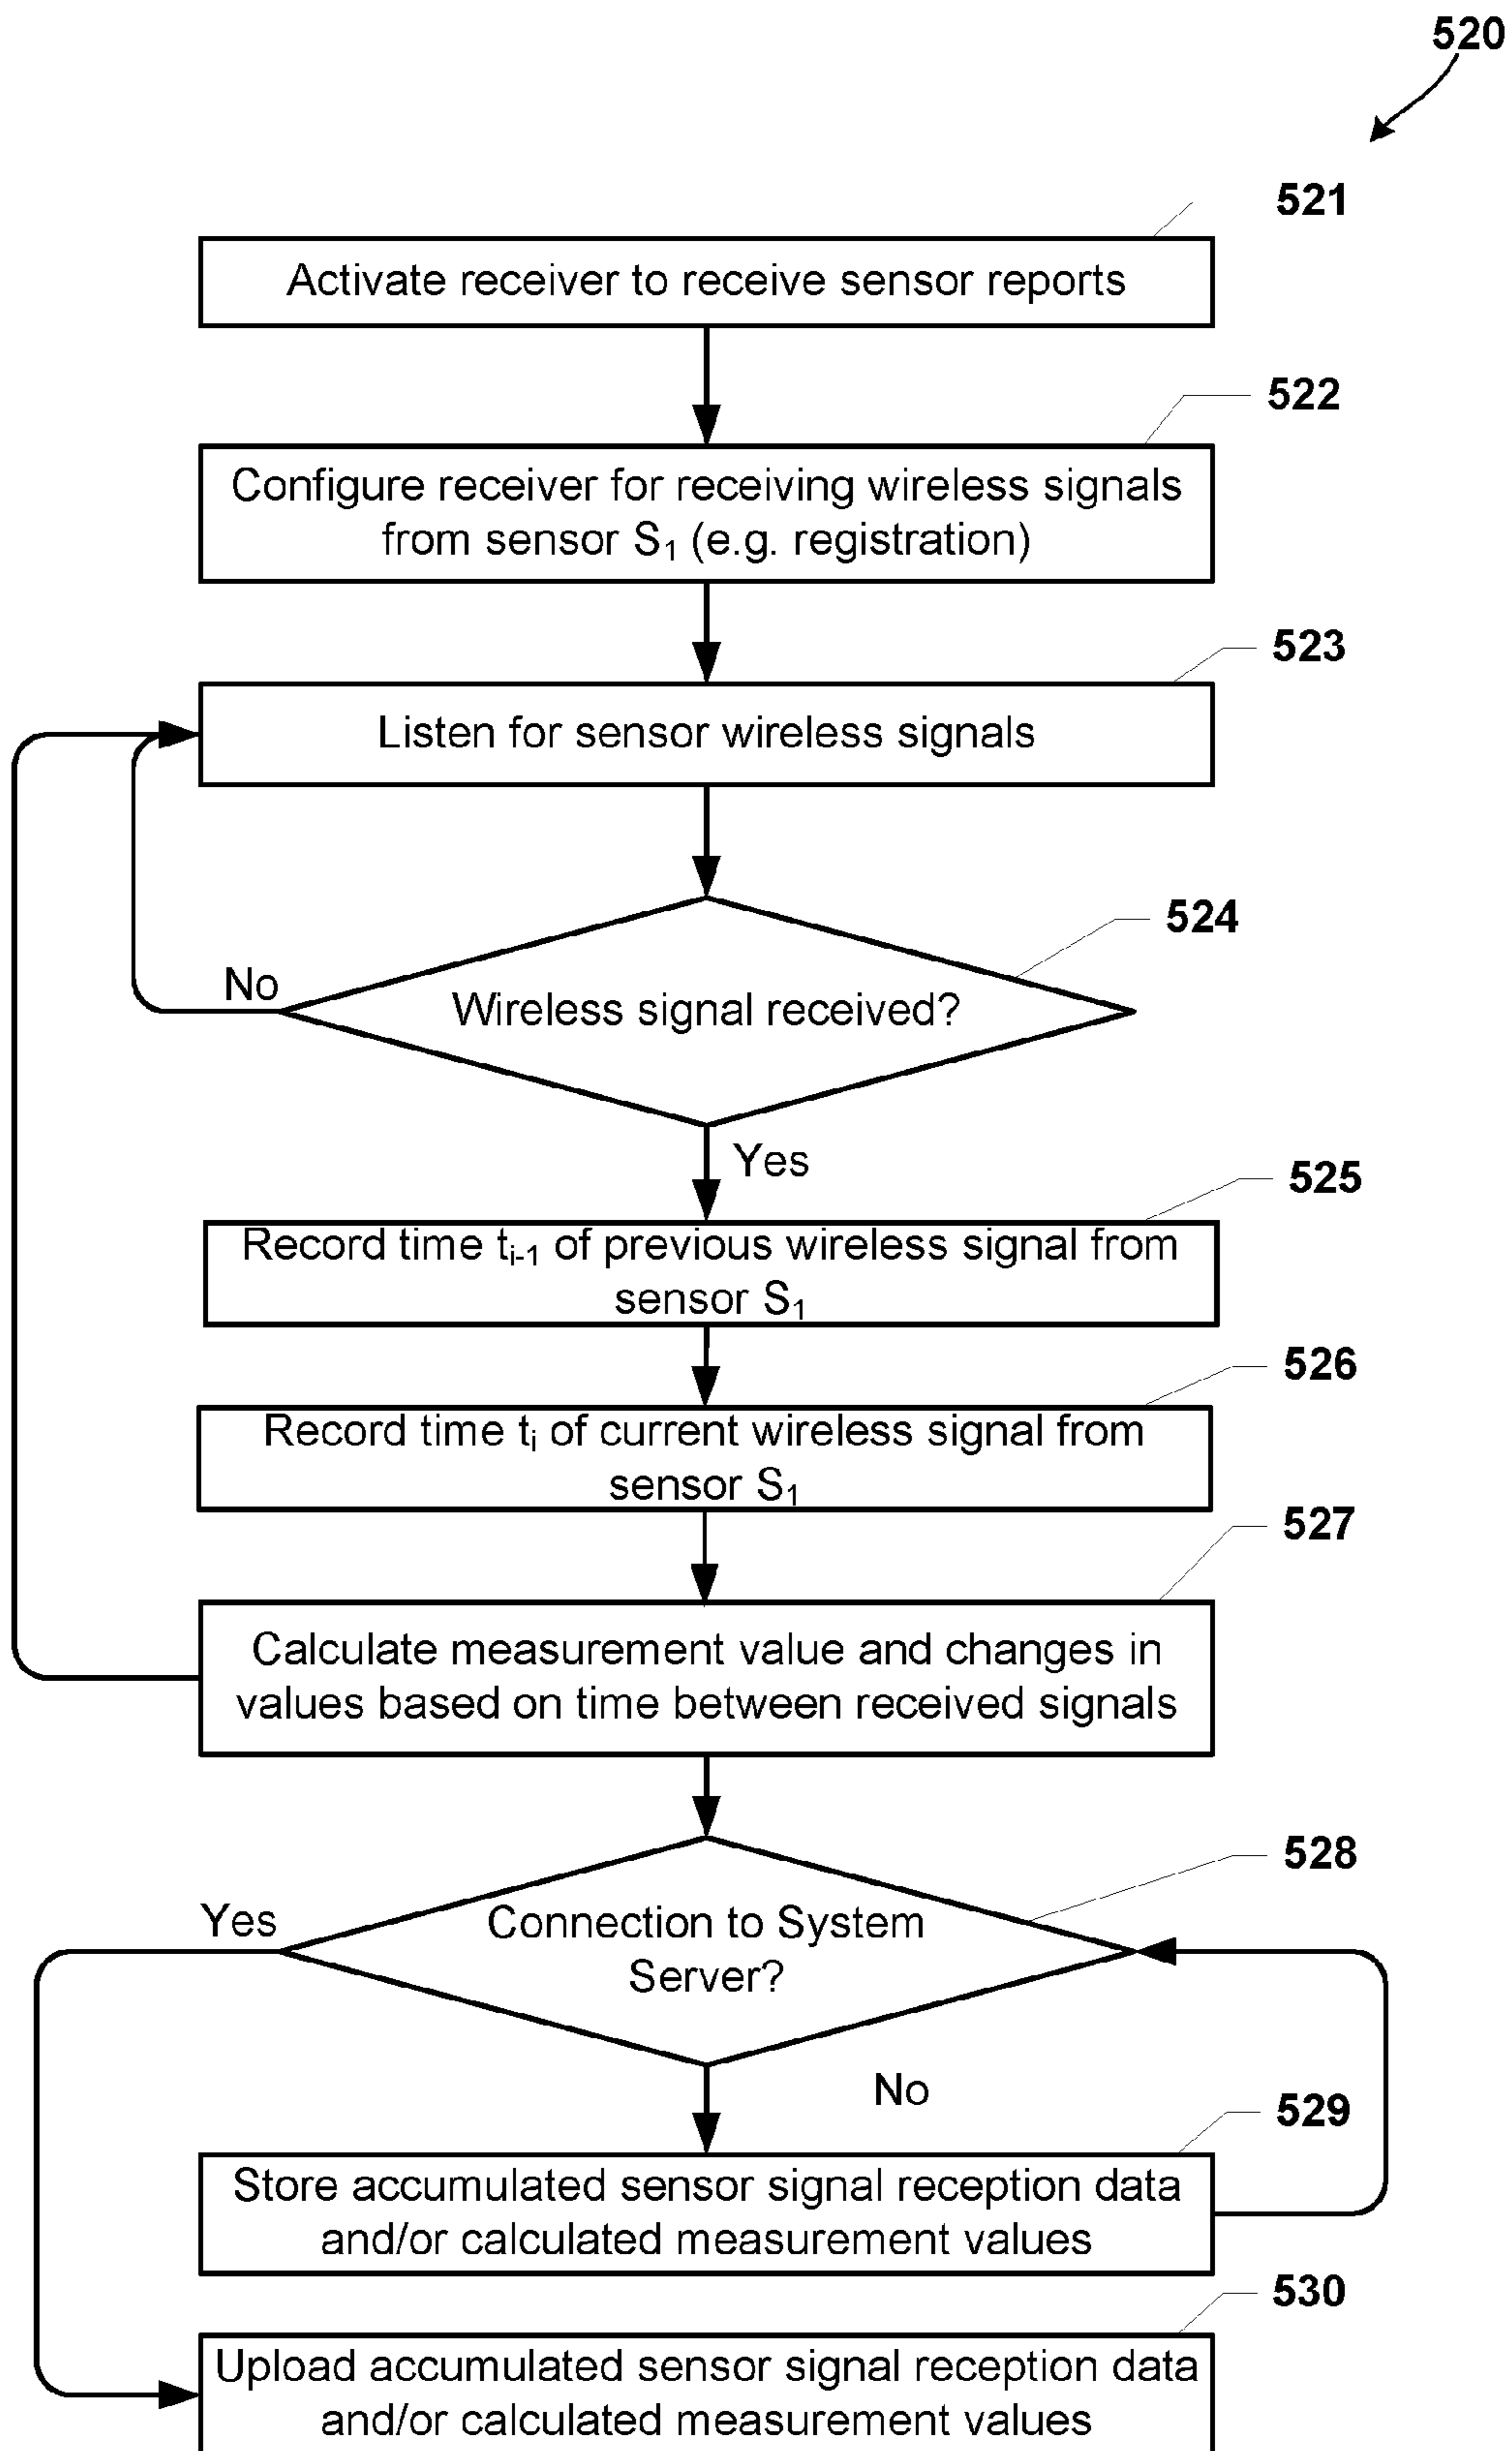 520
521
Activate receiver to receive sensor reports
522
Configure receiver for receiving wireless signals
from sensor S₁ (e.g. registration)
523
Listen for sensor wireless signals
524
No
Wireless signal received?
Yes
525
Record time tᵢ₋₁ of previous wireless signal from
sensor S₁
526
Record time tᵢ of current wireless signal from
sensor S₁
527
Calculate measurement value and changes in
values based on time between received signals
528
Yes
Connection to System
Server?
No
529
Store accumulated sensor signal reception data
and/or calculated measurement values
530
Upload accumulated sensor signal reception data
and/or calculated measurement values